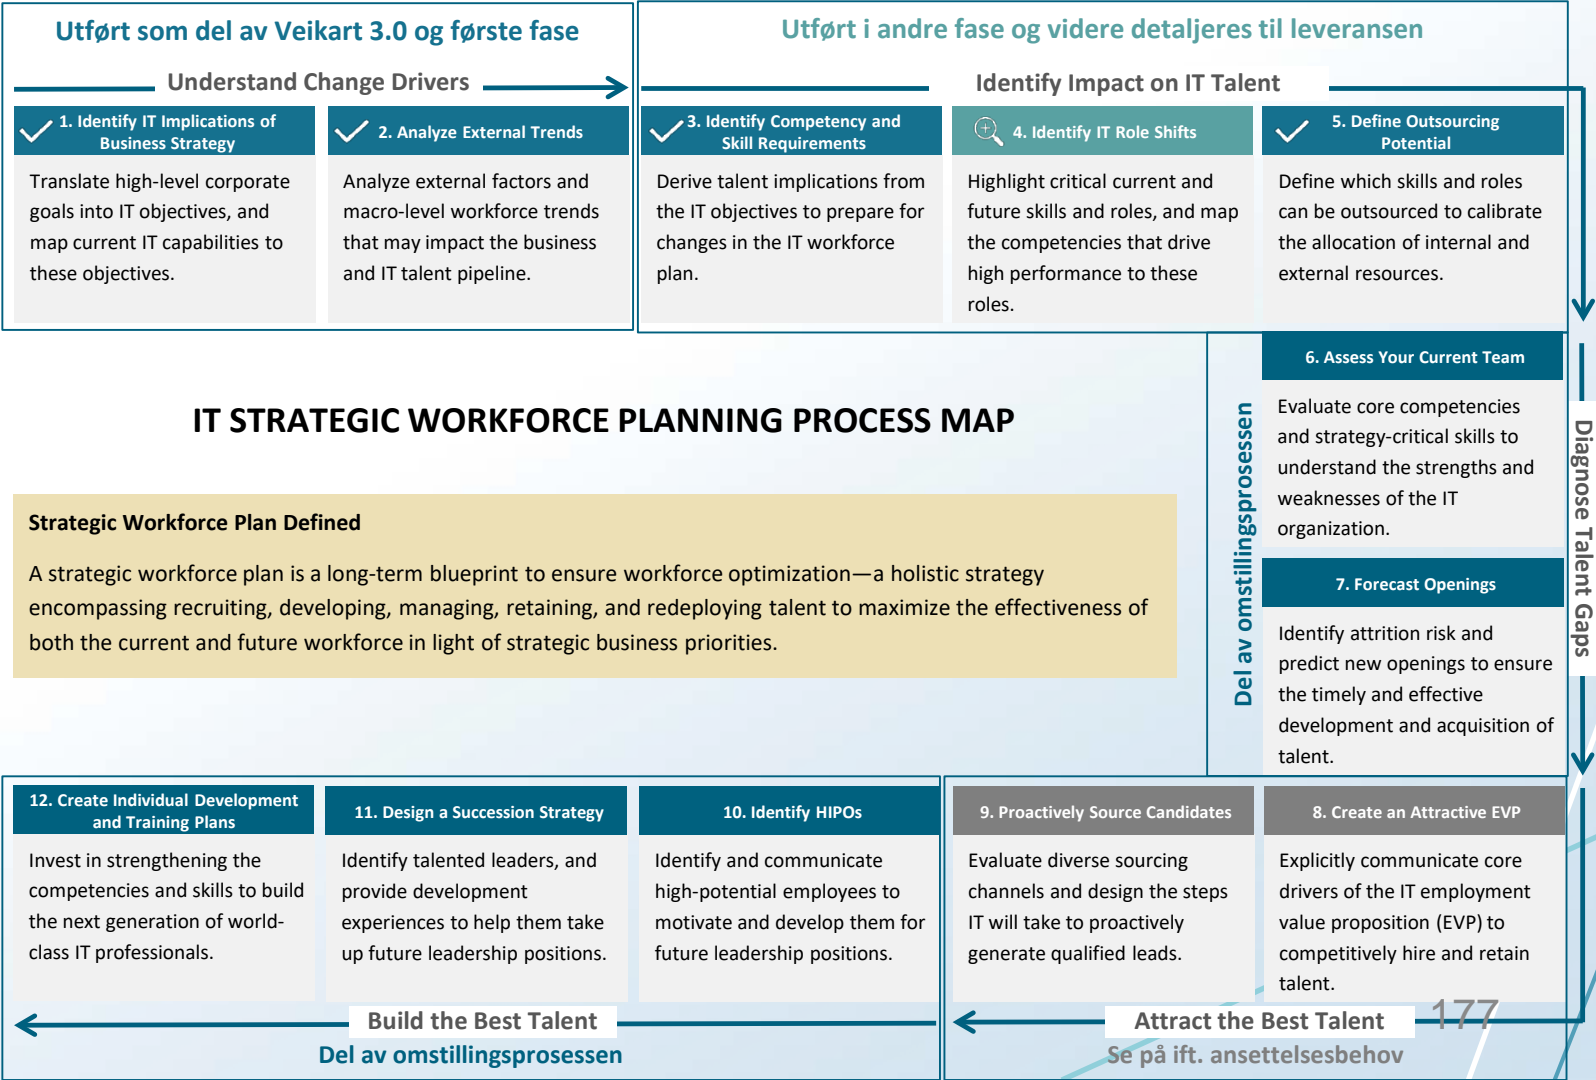 Utført som del av Veikart 3.0 og første fase
Understand Change Drivers
1. Identify IT Implications of
Business Strategy
Translate high-level corporate
goals into IT objectives, and
map current IT capabilities to
these objectives.
2. Analyze External Trends
Analyze external factors and
macro-level workforce trends
that may impact the business
and IT talent pipeline.
Utført i andre fase og videre detaljeres til leveransen
Identify Impact on IT Talent
3. Identify Competency and
Skill Requirements
Derive talent implications from
the IT objectives to prepare for
changes in the IT workforce
plan.
4. Identify IT Role Shifts
Highlight critical current and
future skills and roles, and map
the competencies that drive
high performance to these
roles.
5. Define Outsourcing
Potential
Define which skills and roles
can be outsourced to calibrate
the allocation of internal and
external resources.
IT STRATEGIC WORKFORCE PLANNING PROCESS MAP
Strategic Workforce Plan Defined
A strategic workforce plan is a long-term blueprint to ensure workforce optimization—a holistic strategy
encompassing recruiting, developing, managing, retaining, and redeploying talent to maximize the effectiveness of
both the current and future workforce in light of strategic business priorities.
Del av omstillingsprosessen
6. Assess Your Current Team
Evaluate core competencies
and strategy-critical skills to
understand the strengths and
weaknesses of the IT
organization.
7. Forecast Openings
Identify attrition risk and
predict new openings to ensure
the timely and effective
development and acquisition of
talent.
Diagnose Talent Gaps
12. Create Individual Development
and Training Plans
Invest in strengthening the
competencies and skills to build
the next generation of world-
class IT professionals.
11. Design a Succession Strategy
Identify talented leaders, and
provide development
experiences to help them take
up future leadership positions.
10. Identify HIPOs
Identify and communicate
high-potential employees to
motivate and develop them for
future leadership positions.
9. Proactively Source Candidates
Evaluate diverse sourcing
channels and design the steps
IT will take to proactively
generate qualified leads.
8. Create an Attractive EVP
Explicitly communicate core
drivers of the IT employment
value proposition (EVP) to
competitively hire and retain
talent.
Build the Best Talent
Del av omstillingsprosessen
Attract the Best Talent
Se på ift. ansettelsesbehov
177